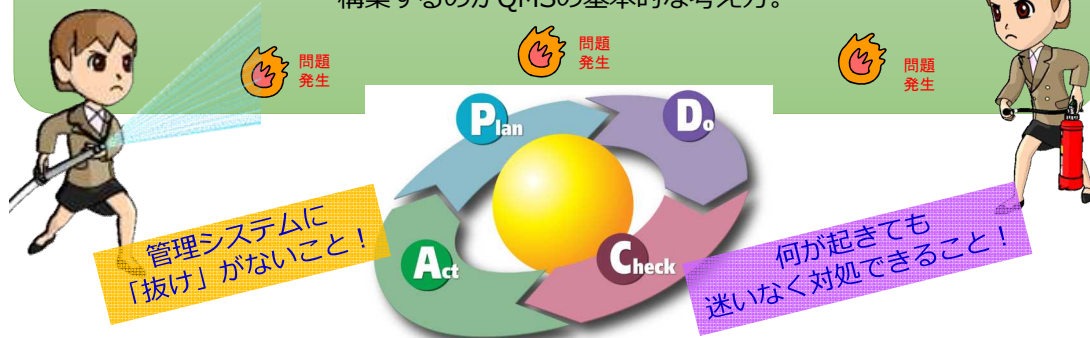 構築するのがQMSの基本的な考え方。
問題
発生
問題
発生
問題
発生
Plan
Do
Act
Check
管理システムに
「抜け」がないこと！
何が起きても
迷いなく対処できること！